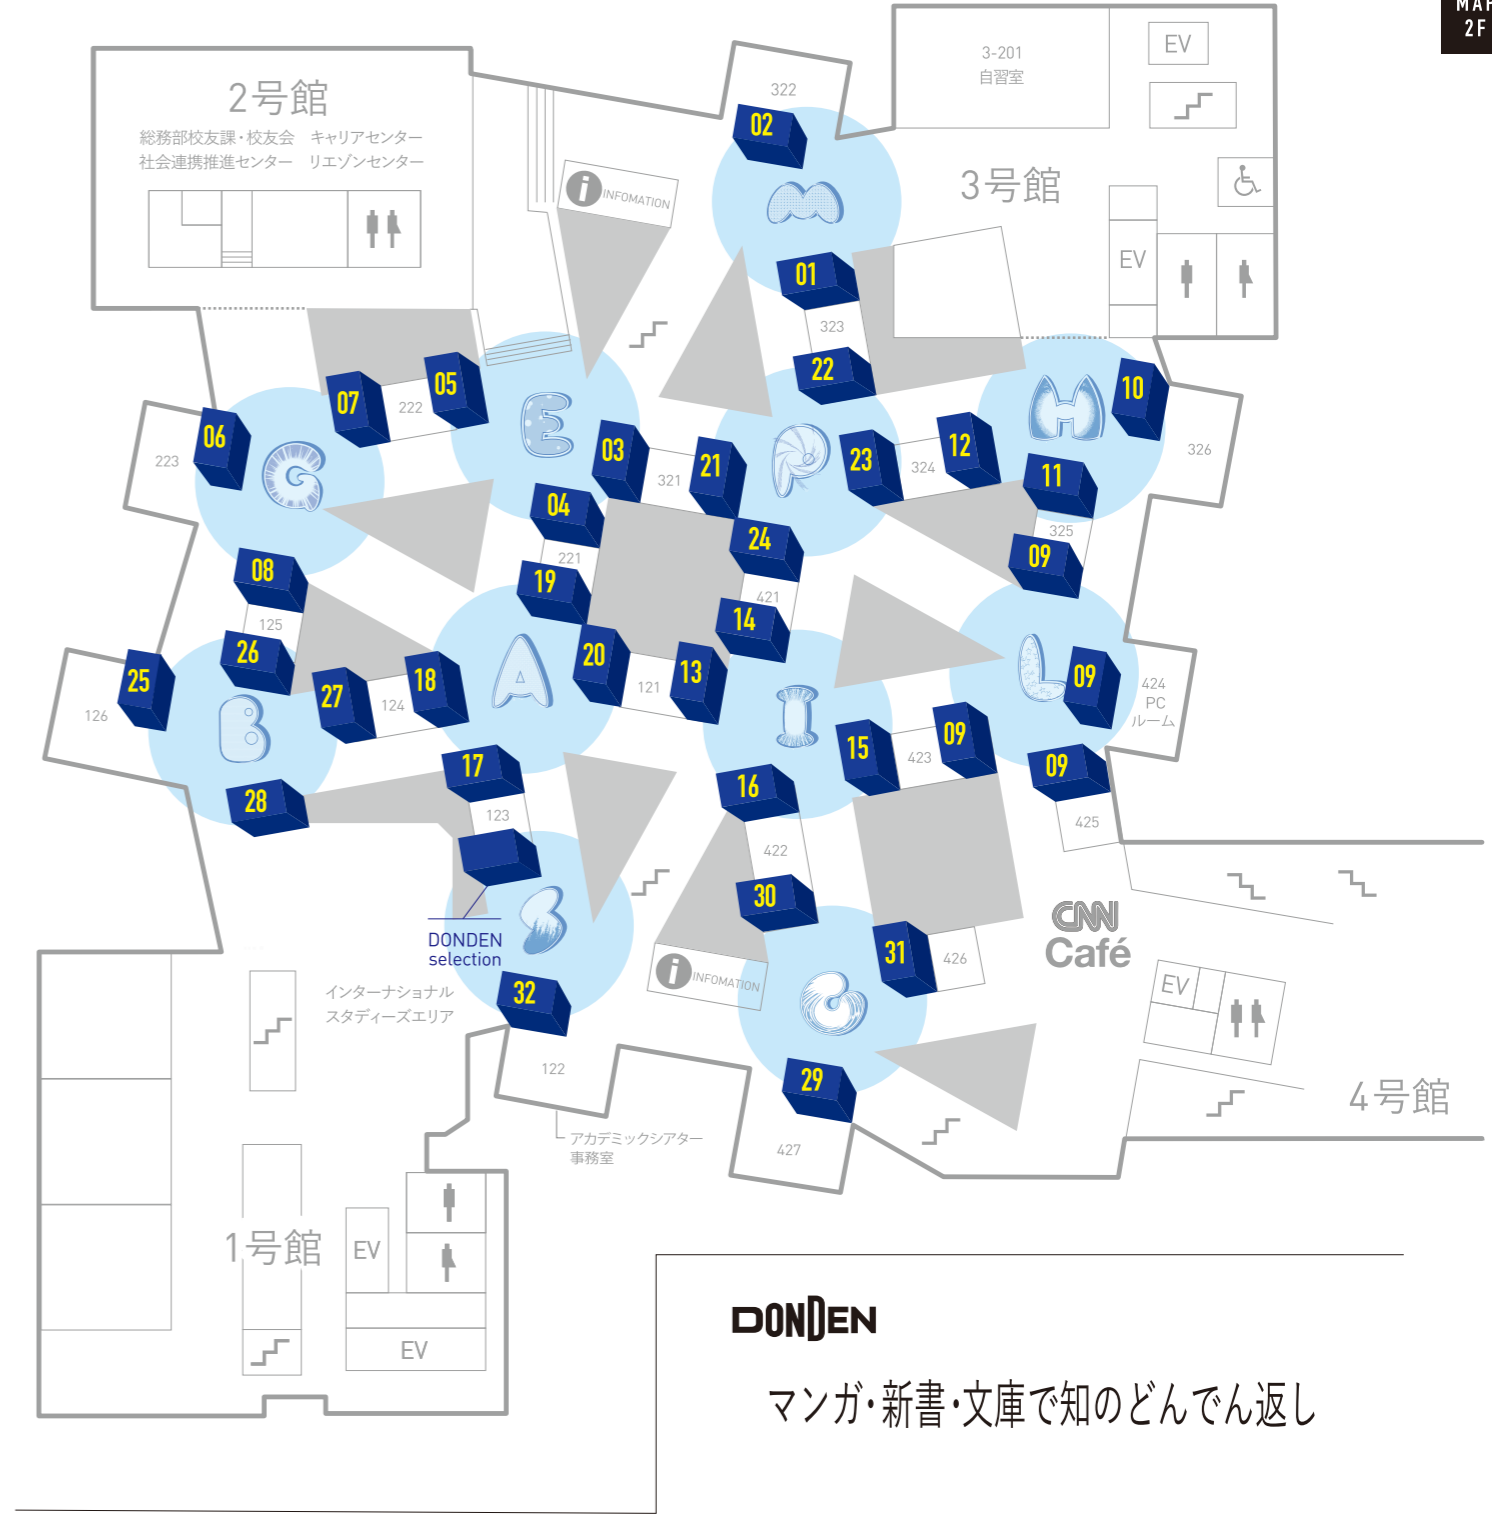 MAP
2F
3-201
自習室
EV
322
2号館
総務部校友課・校友会 キャリアセンター
社会連携推進センター リエゾンセンター
02
i INFOMATION
M
3号館
01
EV
323
22
07
222
05
06
223
G
E
03
321
21
P
23
324
12
H
10
11
326
04
24
325
09
221
19
421
14
08
125
26
25
126
B
27
124
18
A
20
121
13
I
L
09
424
PC
ルーム
15
423
09
09
425
28
17
123
16
422
30
S
DONDEN
selection
32
i INFOMATION
31
426
CNN
Café
インターナショナル
スタディーズエリア
C
EV
122
29
427
アカデミックシアター
事務室
4号館
1号館
EV
EV
DONDEN
マンガ・新書・文庫で知のどんでん返し